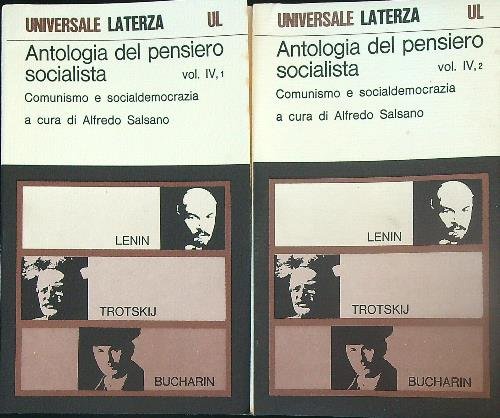 UNIVERSALE LATERZA UL
Antologia del pensiero
socialista vol. IV,1
Comunismo e socialdemocrazia
a cura di Alfredo Salsano
LENIN
TROTSKIJ
BUCHARIN
UNIVERSALE LATERZA UL
Antologia del pensiero
socialista vol. IV,2
Comunismo e socialdemocrazia
a cura di Alfredo Salsano
LENIN
TROTSKIJ
BUCHARIN